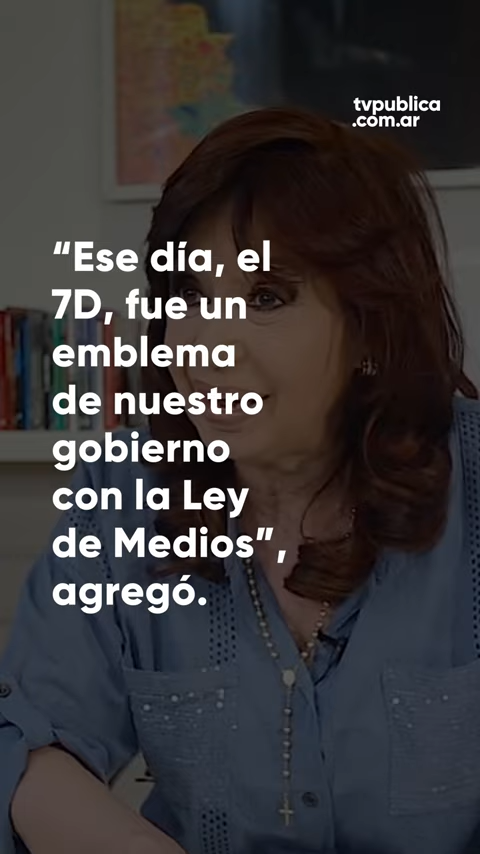 tvpublica
.com.ar
“Ese día, el
7D, fue un
emblema
de nuestro
gobierno
con la Ley
de Medios”,
agregó.